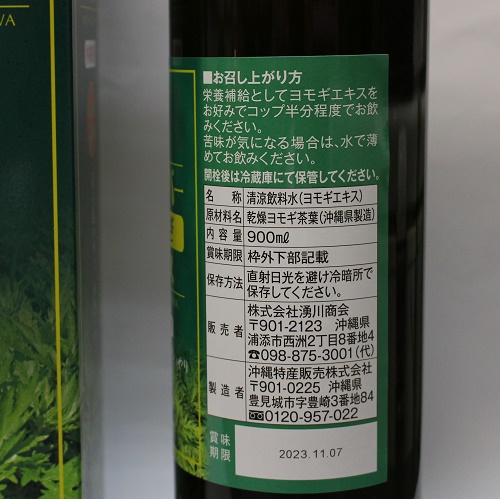 WA
■お召し上がり方
栄養補給としてヨモギエキスを
お好みでコップ半分程度でお飲
みください。
苦味が気になる場合は、水で薄
めてお飲みください。
開栓後は冷蔵庫にて保管してください。
名称 清涼飲料水(ヨモギエキス)
原材料名 乾燥ヨモギ茶葉(沖縄県製造)
内容量 900mℓ
賞味期限 枠外下部記載
保存方法 直射日光を避け冷暗所で
保存してください。
販売者 株式会社湧川商会
〒901-2123 沖縄県
浦添市西洲2丁目8番地4
☎098-875-3001(代)
製造者 沖縄特産販売株式会社
〒901-0225 沖縄県
豊見城市字豊崎3番地84
0120-957-022
賞味
期限 2023.11.07